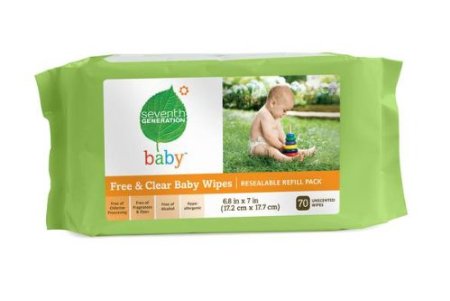 seventh
GENERATION
baby™
Free & Clear Baby Wipes | RESEALABLE REFILL PACK
Free of
Chlorine
Processing
Free of
Fragrances
& Dyes
Free of
Alcohol
Hypo-
allergenic
6.8 in x 7 in
(17.2 cm x 17.7 cm)
70 UNSCENTED
WIPES